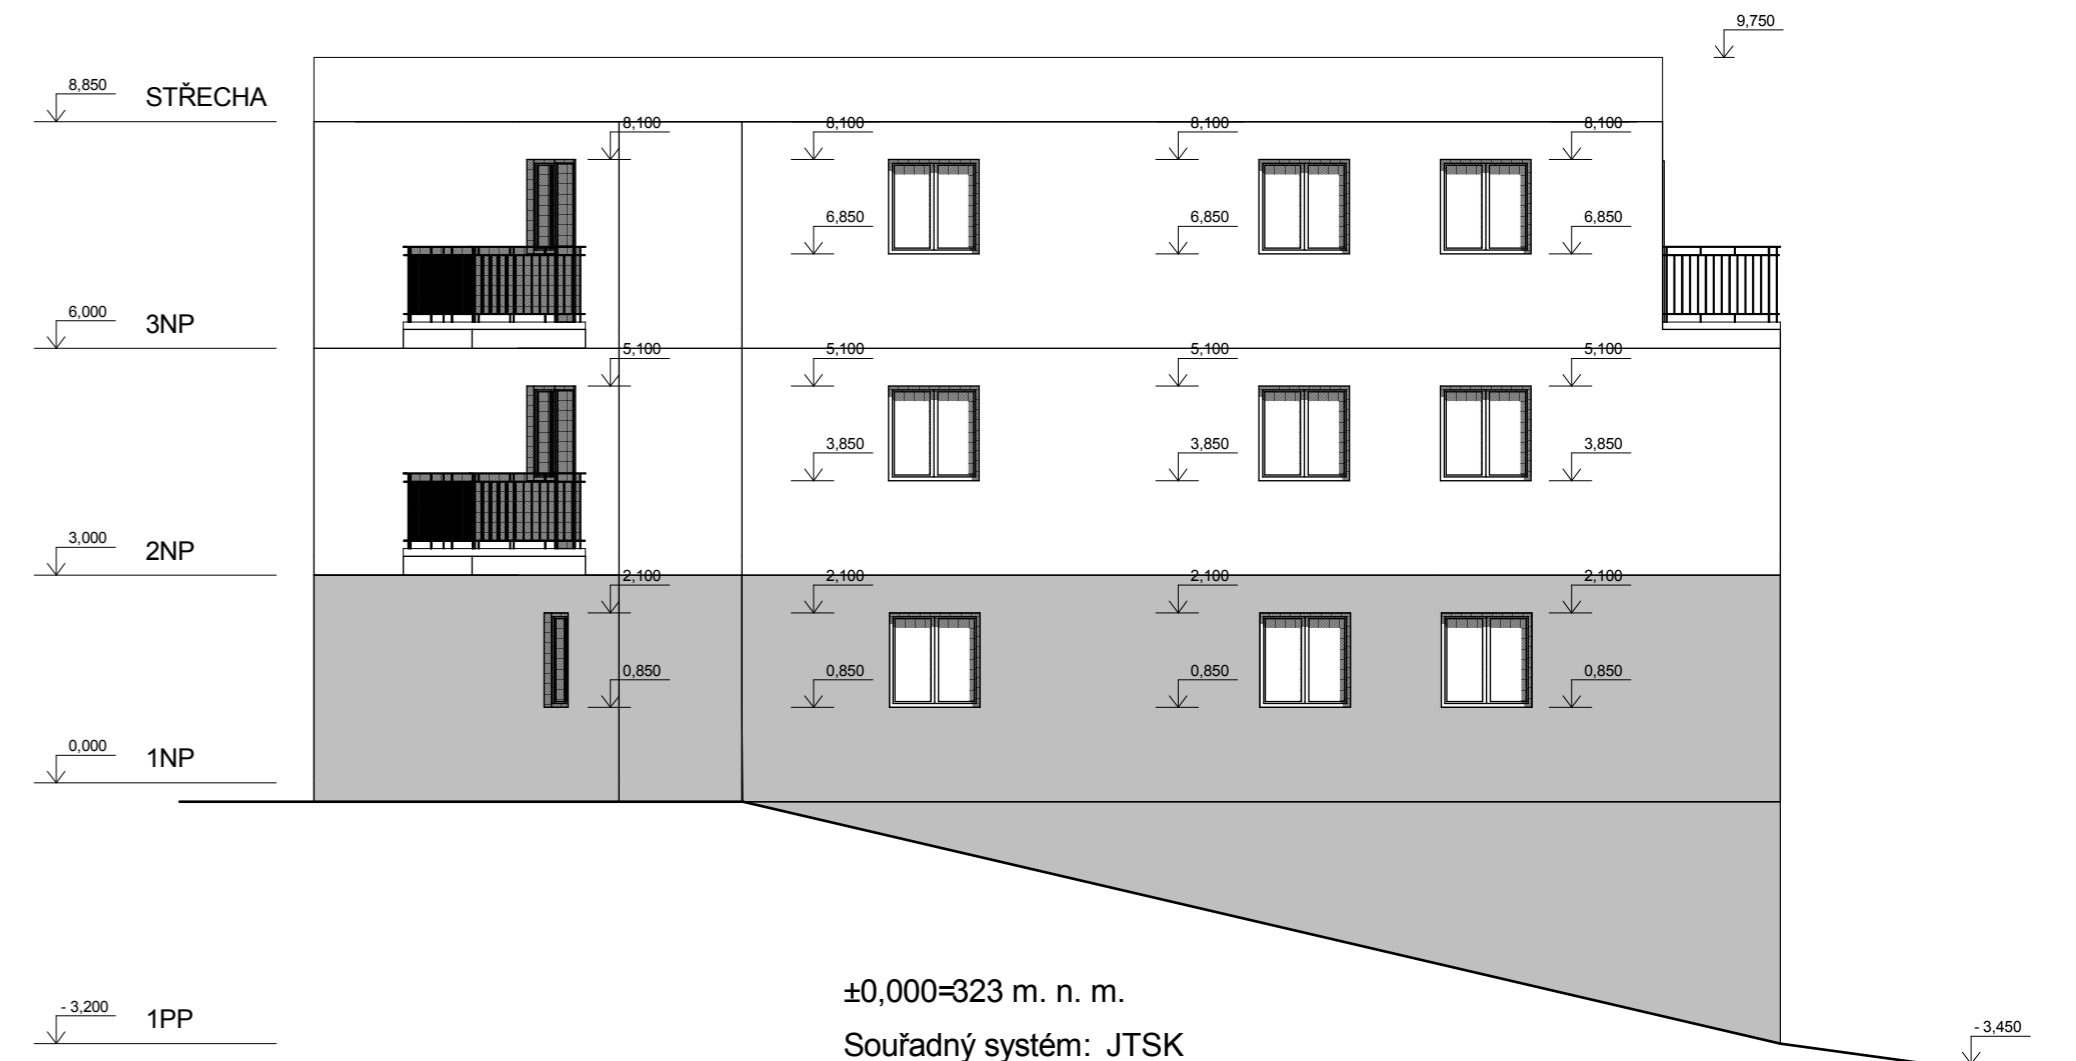 9,750
8,850 STŘECHA
8,100 8,100 8,100 8,100
6,850 6,850 6,850
6,000 3NP
5,100 5,100 5,100 5,100
3,850 3,850 3,850
3,000 2NP
2,100 2,100 2,100 2,100
0,850 0,850 0,850 0,850
0,000 1NP
±0,000=323 m. n. m.
- 3,200 1PP
- 3,450
Souřadný systém: JTSK